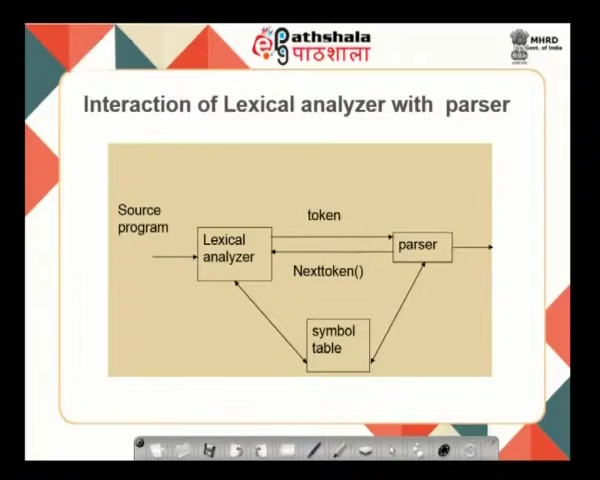 ePathshala
पाठशाला
MHRD
Govt. of India
Interaction of Lexical analyzer with parser
Source
program
token
Lexical
analyzer
parser
Nexttoken()
symbol
table